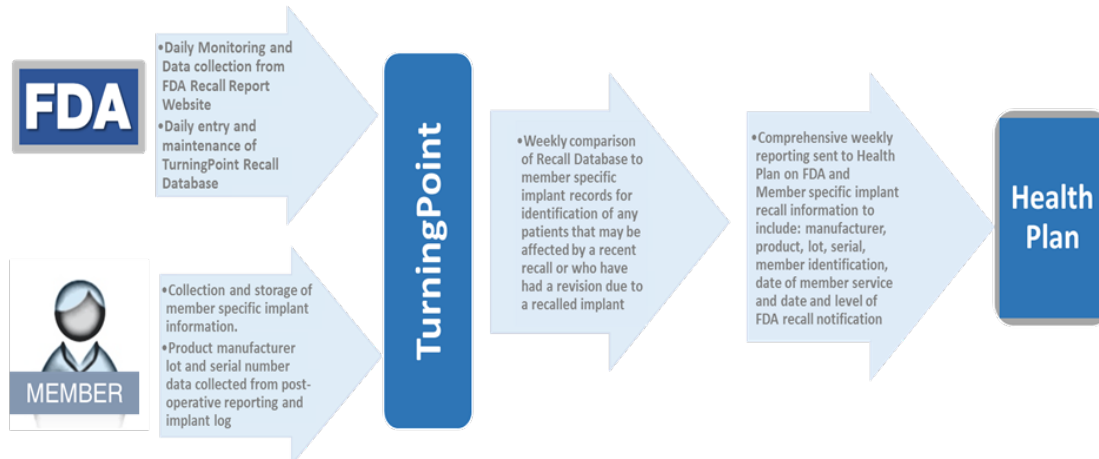 FDA
•Daily Monitoring and
Data collection from
FDA Recall Report
Website
•Daily entry and
maintenance of
TurningPoint Recall
Database
MEMBER
•Collection and storage of
member specific implant
information.
•Product manufacturer
lot and serial number
data collected from post-
operative reporting and
implant log
TurningPoint
•Weekly comparison
of Recall Database to
member specific
implant records for
identification of any
patients that may be
affected by a recent
recall or who have
had a revision due to
a recalled implant
•Comprehensive weekly
reporting sent to Health
Plan on FDA and
Member specific implant
recall information to
include: manufacturer,
product, lot, serial,
member identification,
date of member service
and date and level of
FDA recall notification
Health
Plan